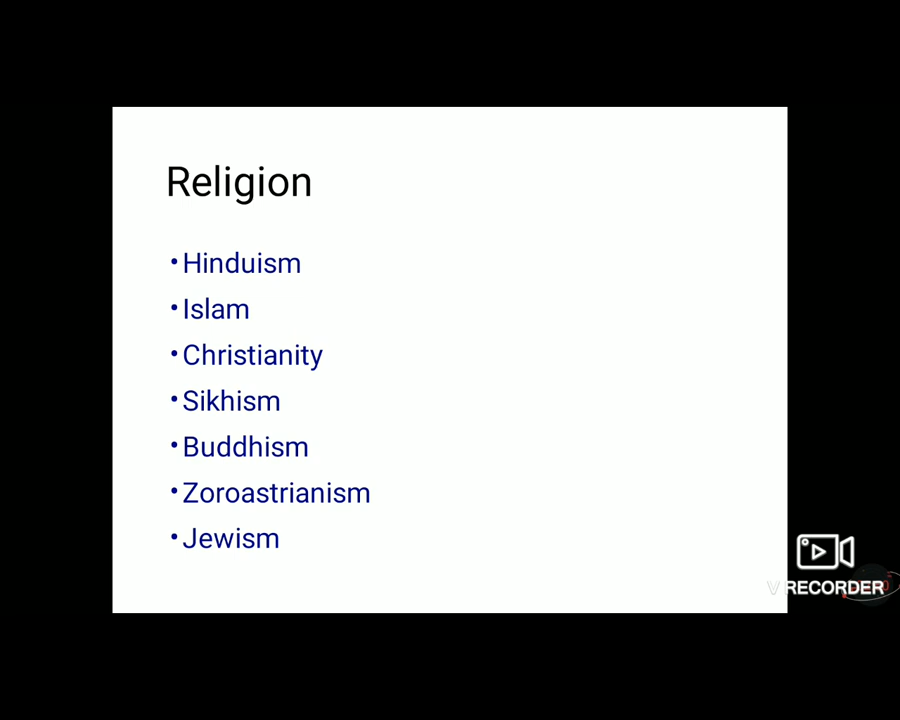 Religion
•Hinduism
•Islam
•Christianity
•Sikhism
•Buddhism
•Zoroastrianism
•Jewism
V RECORDER